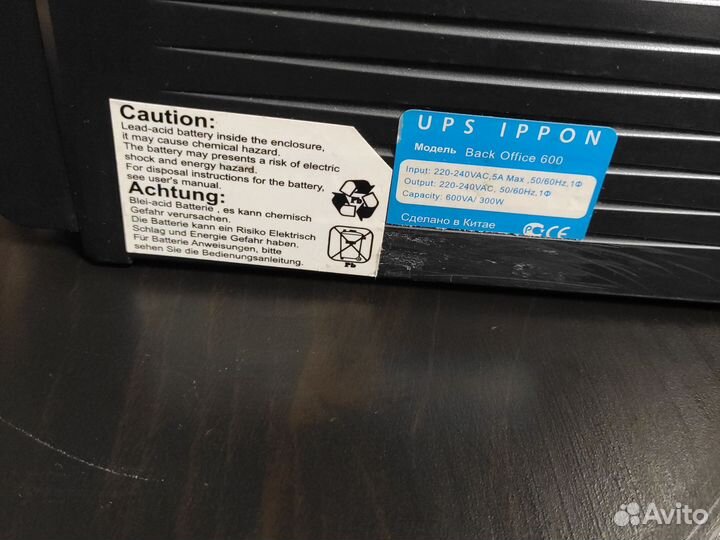 Caution:
Lead-acid battery inside the enclosure,
it may cause chemical hazard.
The battery may presents a risk of electric
shock and energy hazard.
For disposal instructions for the battery,
see user's manual.
Achtung:
Blei-acid Batterie , es kann chemisch
Gefahr verursachen.
Die Batterie kann ein Risiko Elektrisch
Schlag und Energie Gefahr haben.
Für Batterie Anweisungen, bitte
sehen Sie die Bedienungsanleitung.
Pb
Pb
UPS IPPON
Модель Back Office 600
Input: 220-240VAC,5A Max ,50/60Hz,1Ф
Output: 220-240VAC, 50/60Hz,1Ф
Capacity: 600VA/ 300W
Сделано в Китае
РС CE
Avito